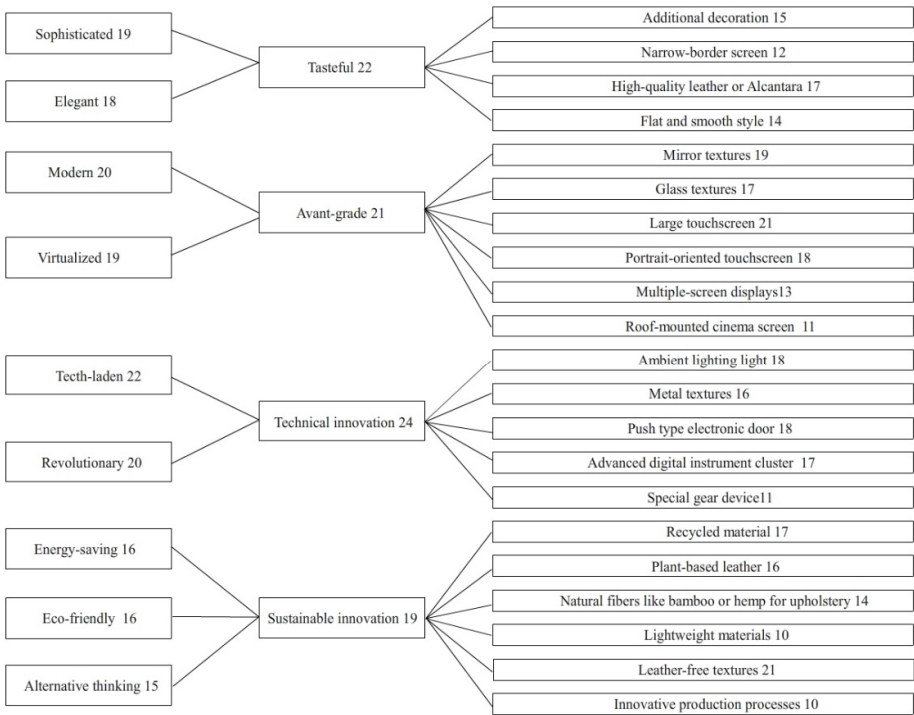 Sophisticated 19
Elegant 18
Tasteful 22
Additional decoration 15
Narrow-border screen 12
High-quality leather or Alcantara 17
Flat and smooth style 14
Modern 20
Virtualized 19
Avant-grade 21
Mirror textures 19
Glass textures 17
Large touchscreen 21
Portrait-oriented touchscreen 18
Multiple-screen displays13
Roof-mounted cinema screen 11
Tecth-laden 22
Revolutionary 20
Technical innovation 24
Ambient lighting light 18
Metal textures 16
Push type electronic door 18
Advanced digital instrument cluster 17
Special gear device11
Energy-saving 16
Eco-friendly 16
Alternative thinking 15
Sustainable innovation 19
Recycled material 17
Plant-based leather 16
Natural fibers like bamboo or hemp for upholstery 14
Lightweight materials 10
Leather-free textures 21
Innovative production processes 10